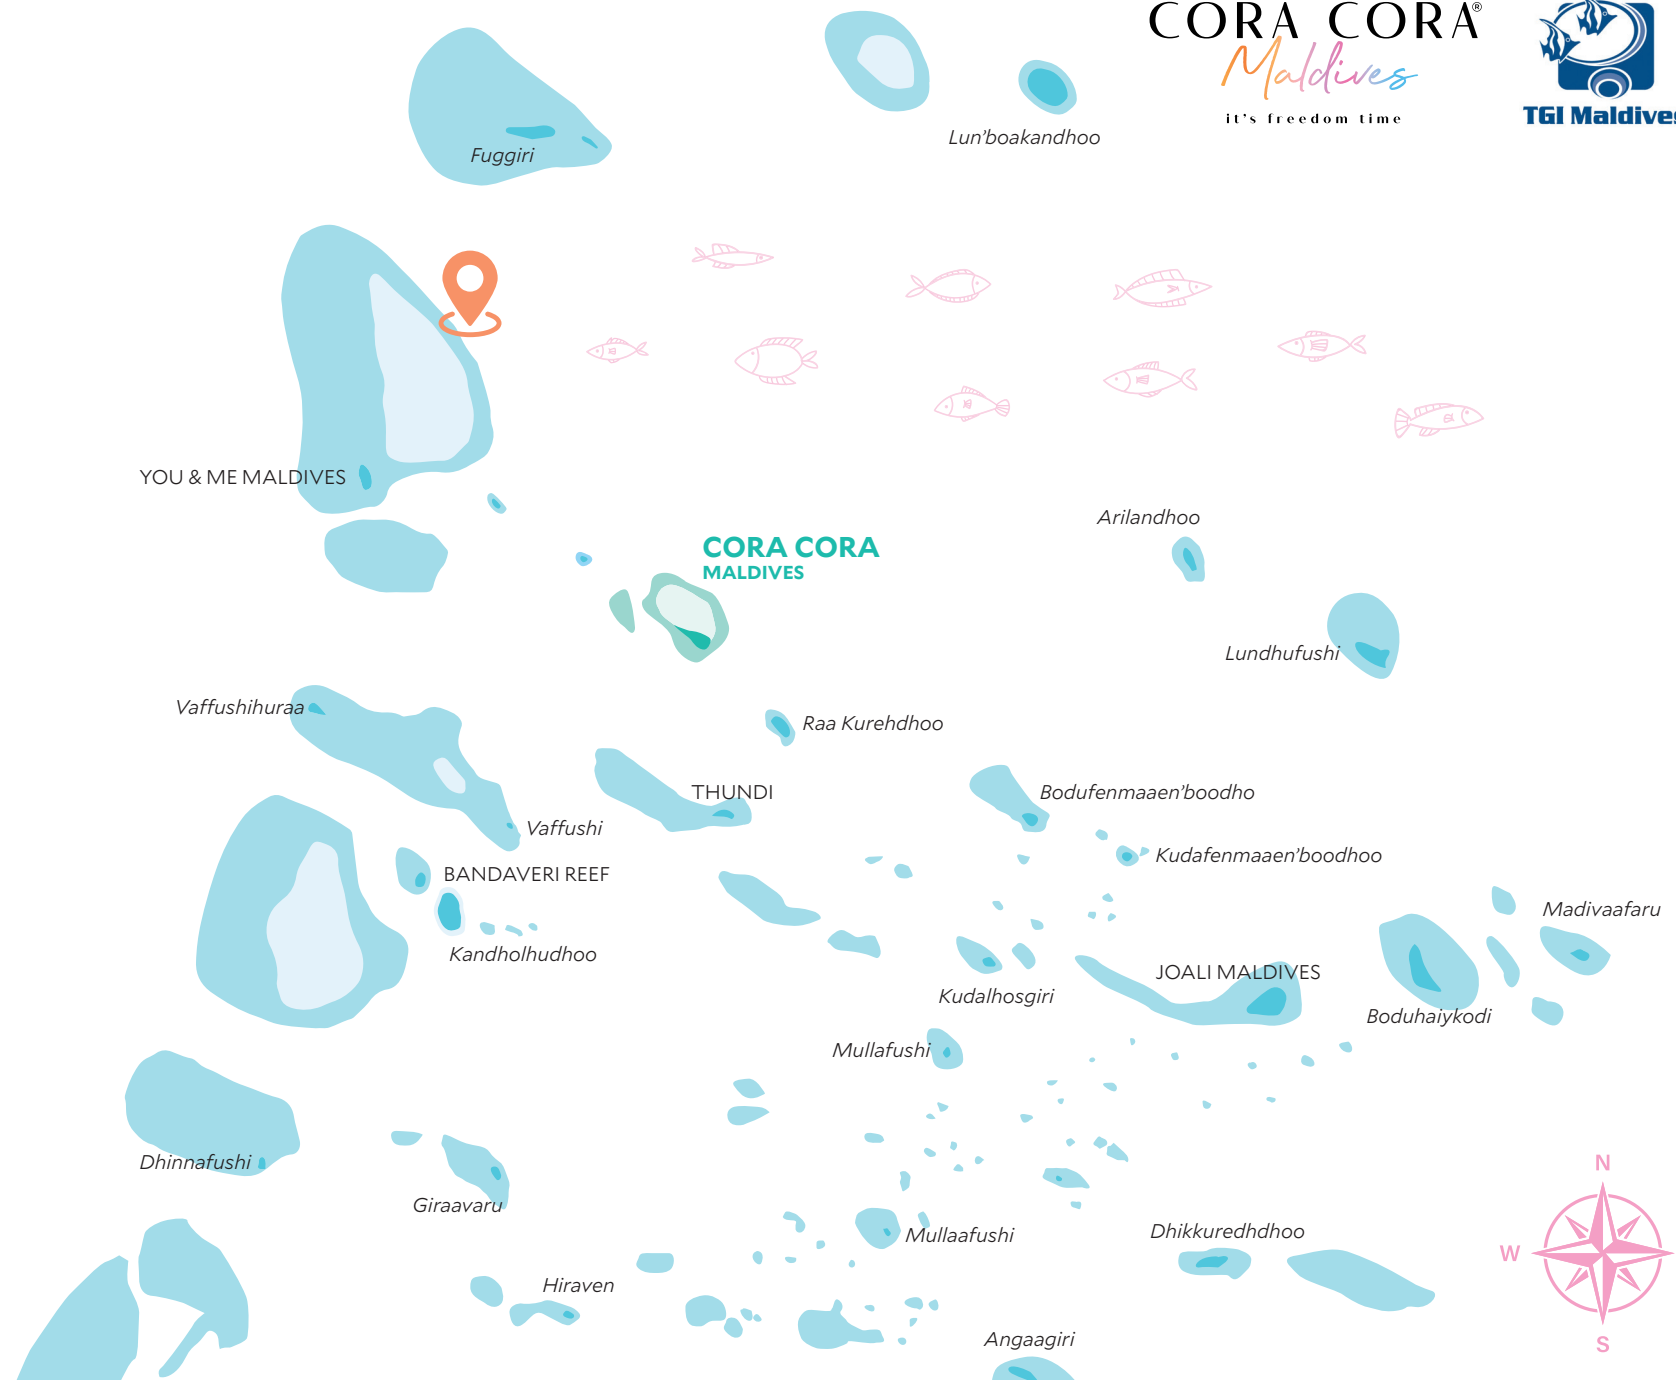 CORA CORA®
Maldives
it's freedom time
TGI Maldives
Lun'boakandhoo
Fuggiri
YOU & ME MALDIVES
Arilandhoo
CORA CORA
MALDIVES
Lundhufushi
Vaffushihuraa
Raa Kurehdhoo
THUNDI
Bodufenmaaen'boodho
Vaffushi
Kudafenmaaen'boodhoo
BANDAVERI REEF
Madivaafaru
Kandholhudhoo
JOALI MALDIVES
Kudalhosgiri
Boduhaiykodi
Mullafushi
Dhinnafushi
Giraavaru
N
Mullaafushi
Dhikkuredhdhoo
W
Hiraven
Angaagiri
S